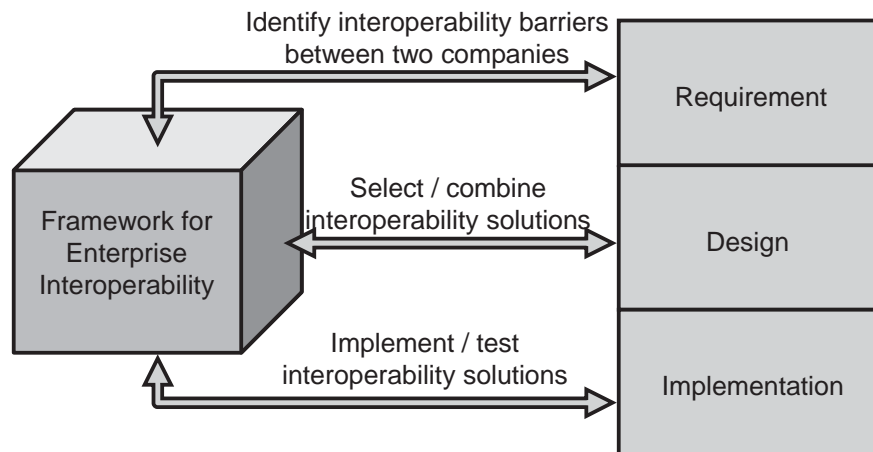 Identify interoperability barriers
between two companies
Requirement
Select / combine
interoperability solutions
Framework for
Enterprise
Interoperability
Design
Implement / test
interoperability solutions
Implementation